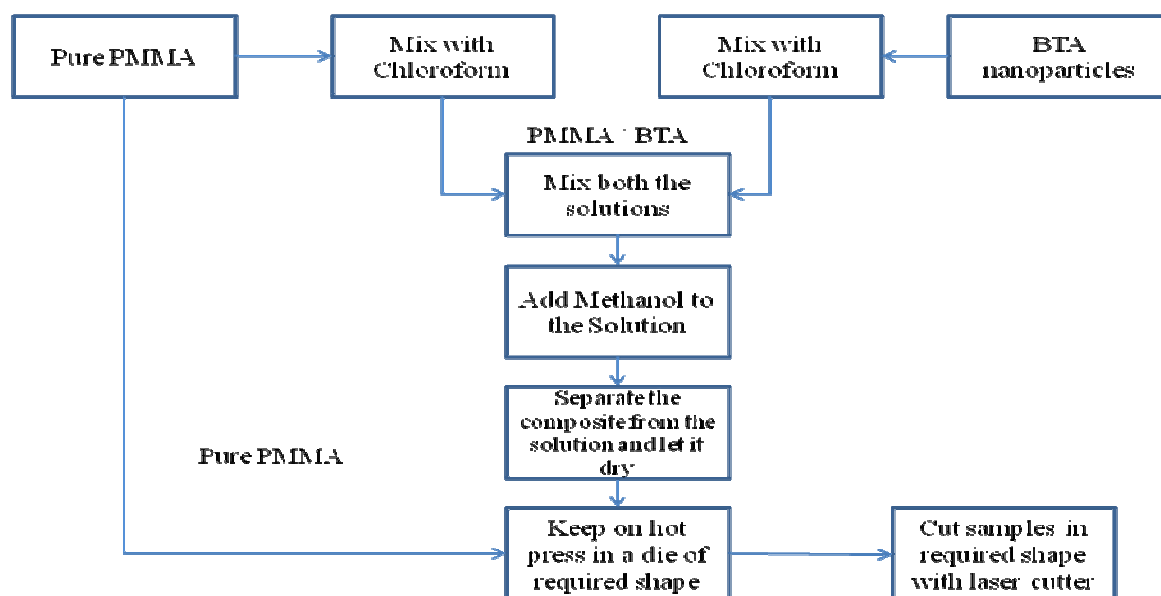 Pure PMMA
Mix with
Chloroform
Mix with
Chloroform
BTA
nanoparticles
PMMA BTA
Mix both the
solutions
Add Methanol to
the Solution
Separate the
composite from the
solution and let it
dry
Pure PMMA
Keep on hot
press in a die of
required shape
Cut samples in
required shape
with laser cutter